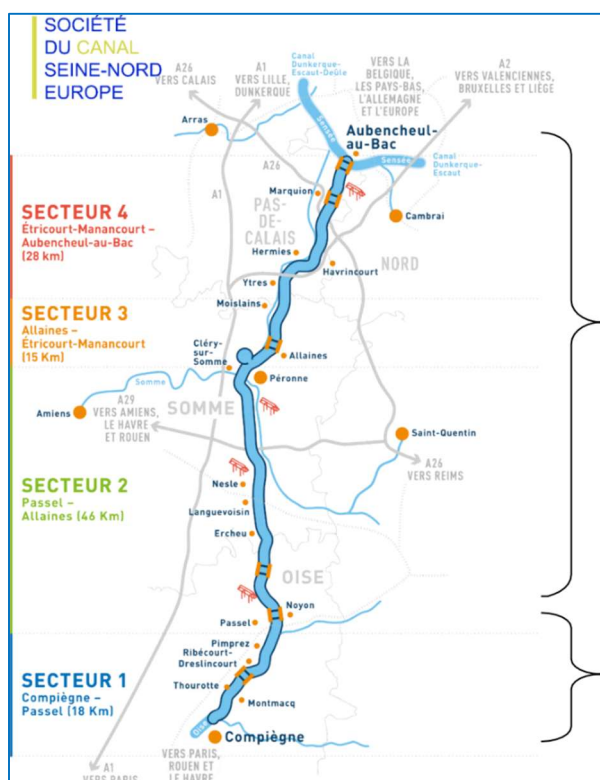 SOCIÉTÉ
DU CANAL
SEINE-NORD
EUROPE
A26
VERS CALAIS
A1
VERS LILLE,
DUNKERQUE
Canal
Dunkerque-
Escaut-Deûle
VERS LA
BELGIQUE,
LES PAYS-BAS,
L'ALLEMAGNE
ET L'EUROPE
A2
VERS VALENCIENNES,
BRUXELLES ET LIÈGE
Arras
Sensée
Aubencheul-
au-Bac
Sensée
Canal
Dunkerque-
Escaut
A26
A1
Marquion
Cambrai
PAS-
DE-
CALAIS
NORD
SECTEUR 4
Étricourt-Manancourt –
Aubencheul-au-Bac
(28 km)
Hermies
Havrincourt
Ytres
Moislains
SECTEUR 3
Allaines –
Étricourt-Manancourt
(15 Km)
Cléry-
sur-
Somme
Allaines
Péronne
Somme
SOMME
Amiens
A29
VERS AMIENS,
LE HAVRE
ET ROUEN
Saint-Quentin
A26
VERS REIMS
SECTEUR 2
Passel –
Allaines (46 Km)
Nesle
Languevoisin
Ercheu
OISE
Noyon
Passel
Pimprez
Ribécourt-
Dreslincourt
Thourotte
Montmacq
SECTEUR 1
Compiègne –
Passel (18 Km)
Oise
Compiègne
VERS PARIS,
ROUEN ET
LE HAVRE
A1
VERS PARIS